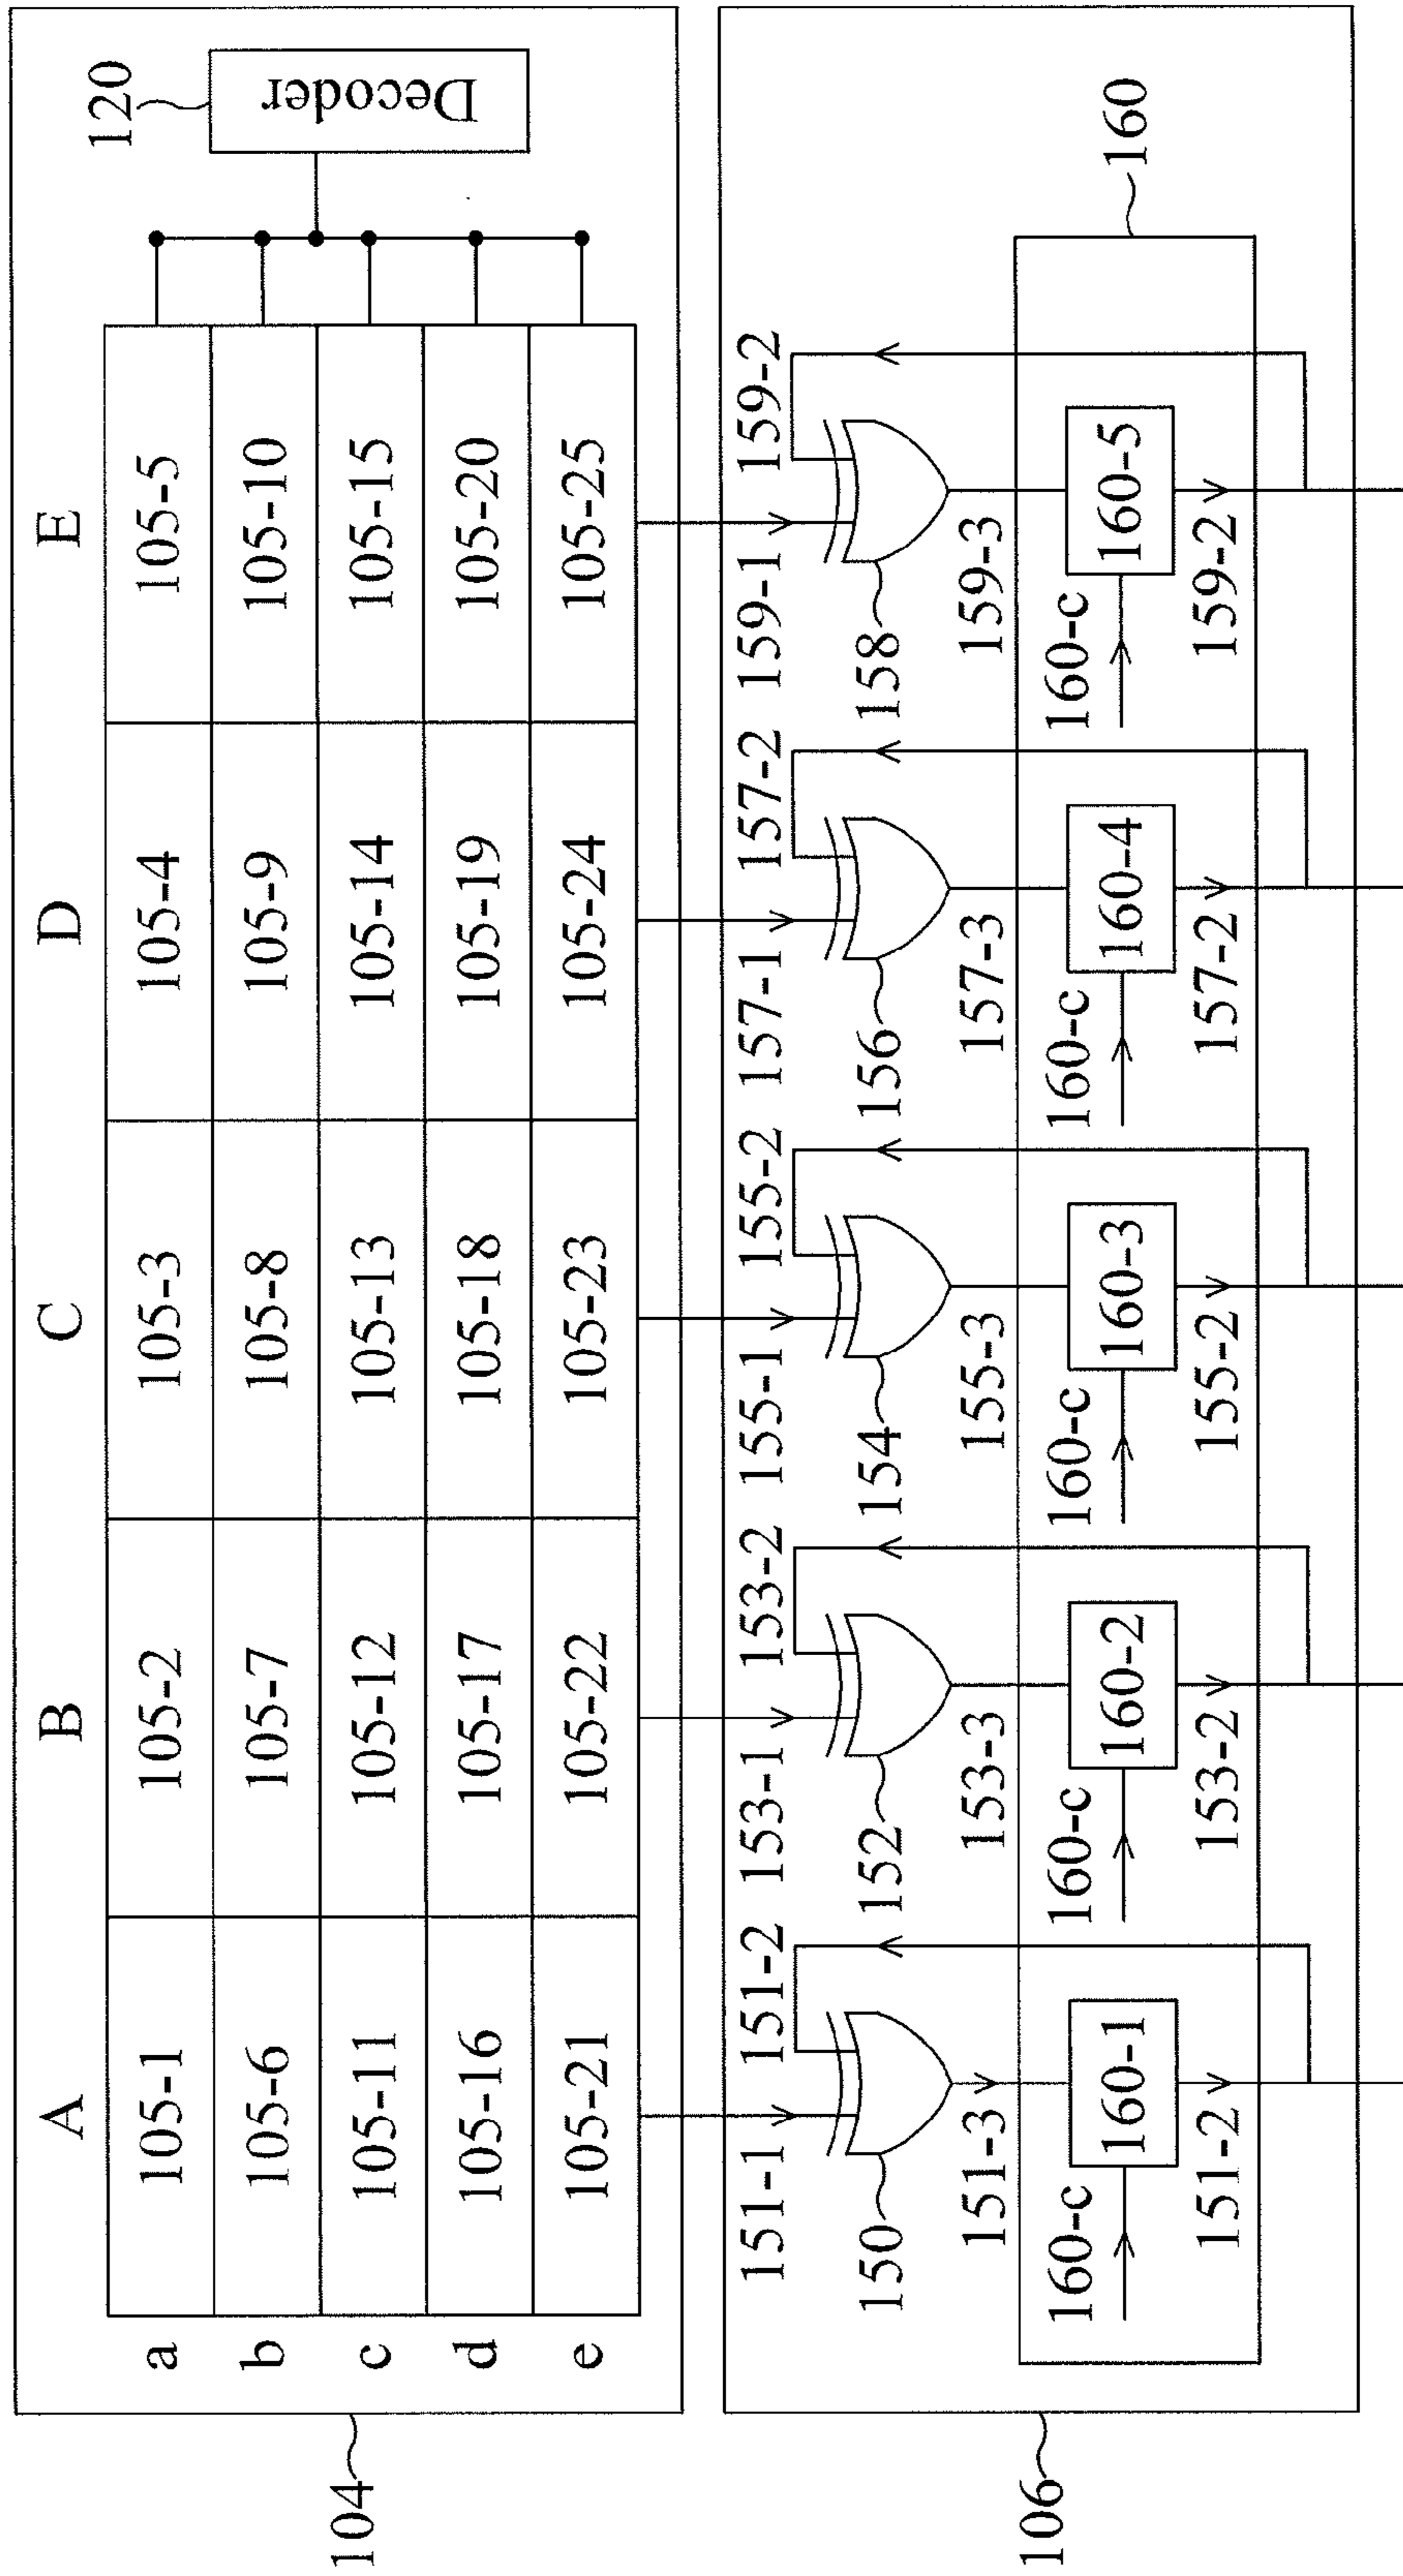 A B C D E
a 105-1 105-2 105-3 105-4 105-5
b 105-6 105-7 105-8 105-9 105-10
c 105-11 105-12 105-13 105-14 105-15
d 105-16 105-17 105-18 105-19 105-20
e 105-21 105-22 105-23 105-24 105-25
120
Decoder
104
151-1 151-2 153-1 153-2 155-1 155-2 157-1 157-2 159-1 159-2
150 152 154 156 158
151-3 153-3 155-3 157-3 159-3
160-c 160-c 160-c 160-c 160-c
160-1 160-2 160-3 160-4 160-5
160
151-2 153-2 155-2 157-2 159-2
106